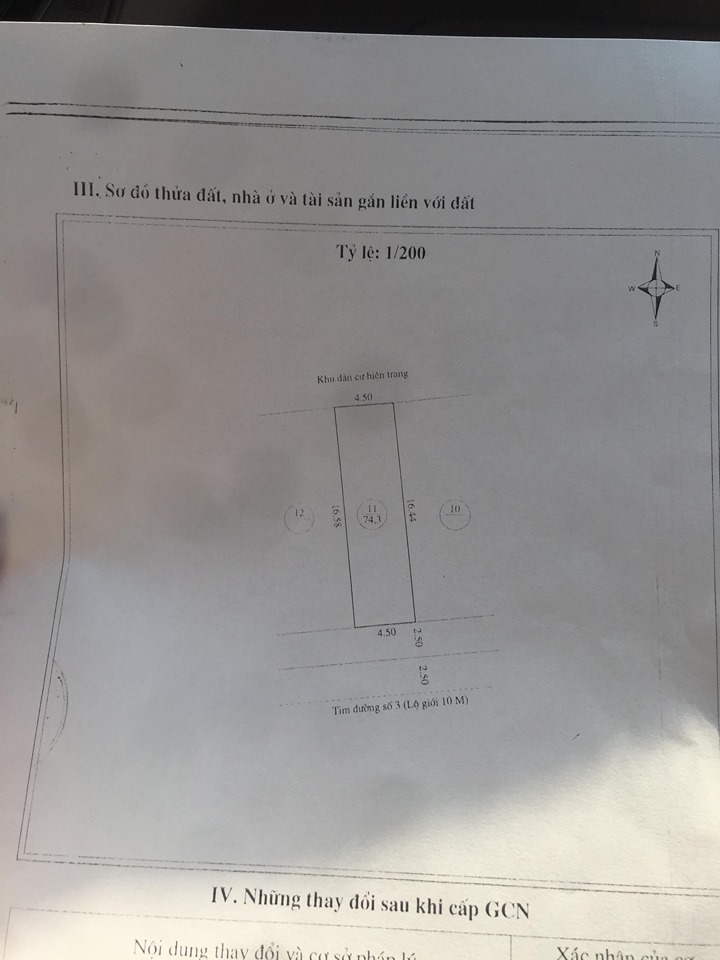 III. Sơ đồ thửa đất, nhà ở và tài sản gắn liền với đất
Tỷ lệ: 1/200
N
W E
S
Khu dân cư hiện trạng
4.50
12
16.58
11
74,3
16.44
10
4.50
2.50
2.50
Tim đường số 3 (Lộ giới 10 M)
IV. Những thay đổi sau khi cấp GCN
Nội dung thay đổi và cơ sở pháp lý
Xác nhận của cơ